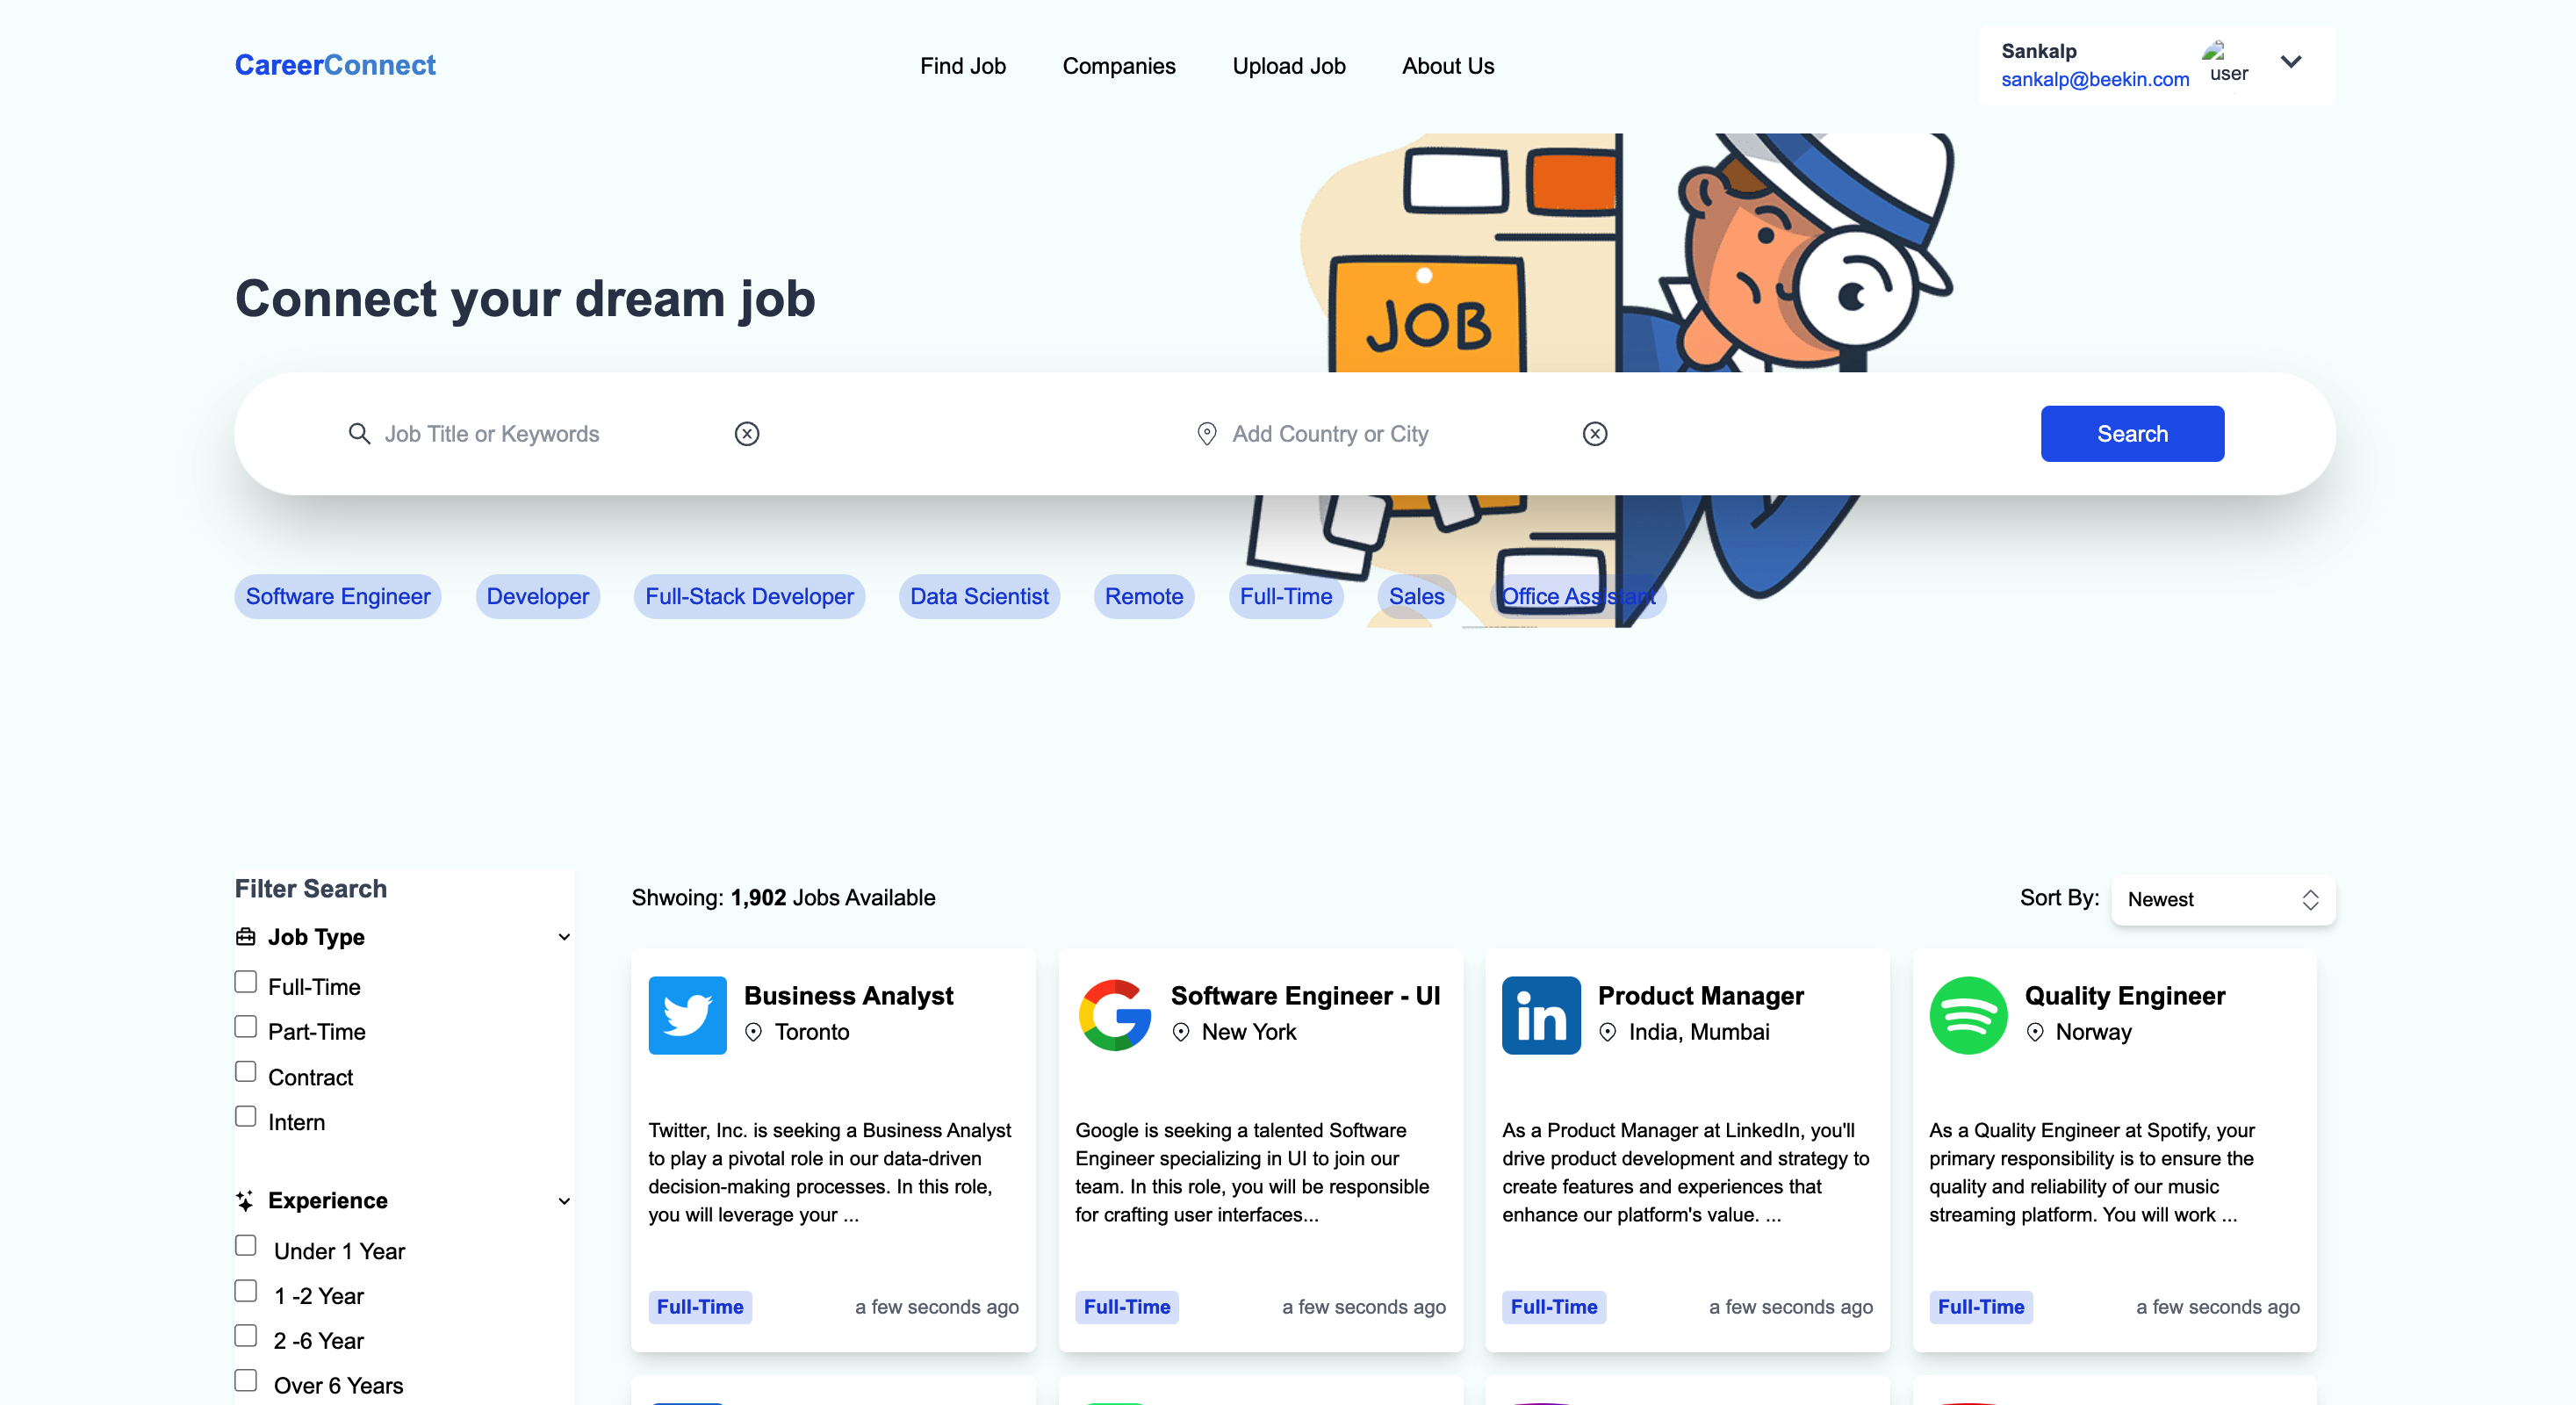 CareerConnect
Find Job
Companies
Upload Job
About Us
Sankalp
sankalp@beekin.com
user
Connect your dream job
JOB
Job Title or Keywords
Add Country or City
Search
Software Engineer
Developer
Full-Stack Developer
Data Scientist
Remote
Full-Time
Sales
Office Assistant
Filter Search
Job Type
Full-Time
Part-Time
Contract
Intern
Experience
Under 1 Year
1 -2 Year
2 -6 Year
Over 6 Years
Shwoing: 1,902 Jobs Available
Sort By:
Newest
Business Analyst
Toronto
Twitter, Inc. is seeking a Business Analyst
to play a pivotal role in our data-driven
decision-making processes. In this role,
you will leverage your ...
Full-Time
a few seconds ago
Software Engineer - UI
New York
Google is seeking a talented Software
Engineer specializing in UI to join our
team. In this role, you will be responsible
for crafting user interfaces...
Full-Time
a few seconds ago
in
Product Manager
India, Mumbai
As a Product Manager at LinkedIn, you'll
drive product development and strategy to
create features and experiences that
enhance our platform's value. ...
Full-Time
a few seconds ago
Quality Engineer
Norway
As a Quality Engineer at Spotify, your
primary responsibility is to ensure the
quality and reliability of our music
streaming platform. You will work ...
Full-Time
a few seconds ago